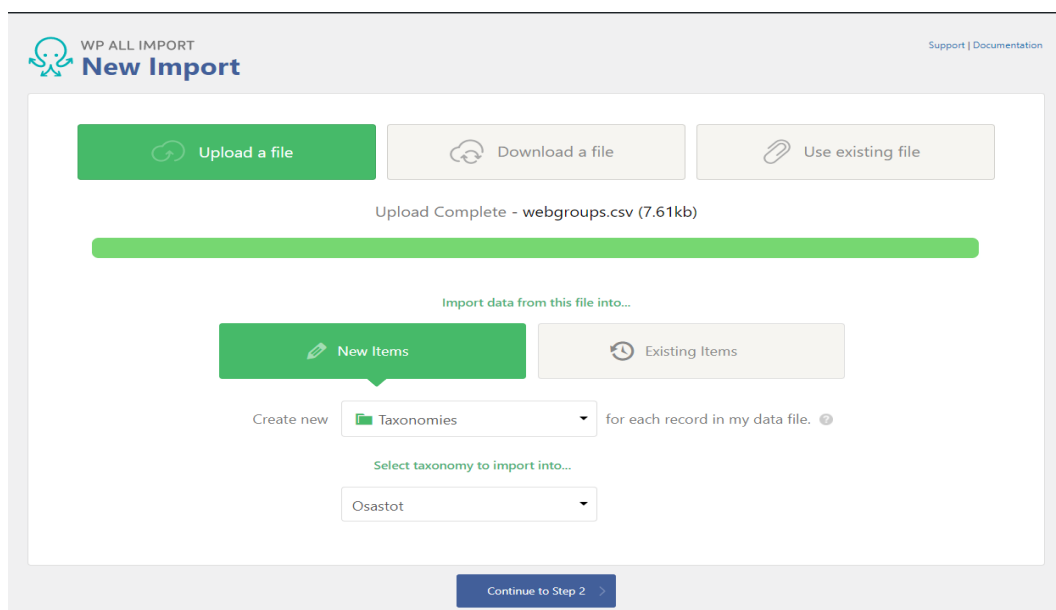 WP ALL IMPORT
New Import
Support | Documentation
Upload a file
Download a file
Use existing file
Upload Complete - webgroups.csv (7.61kb)
Import data from this file into...
New Items
Existing Items
Create new
Taxonomies
for each record in my data file. ?
Select taxonomy to import into...
Osastot
Continue to Step 2